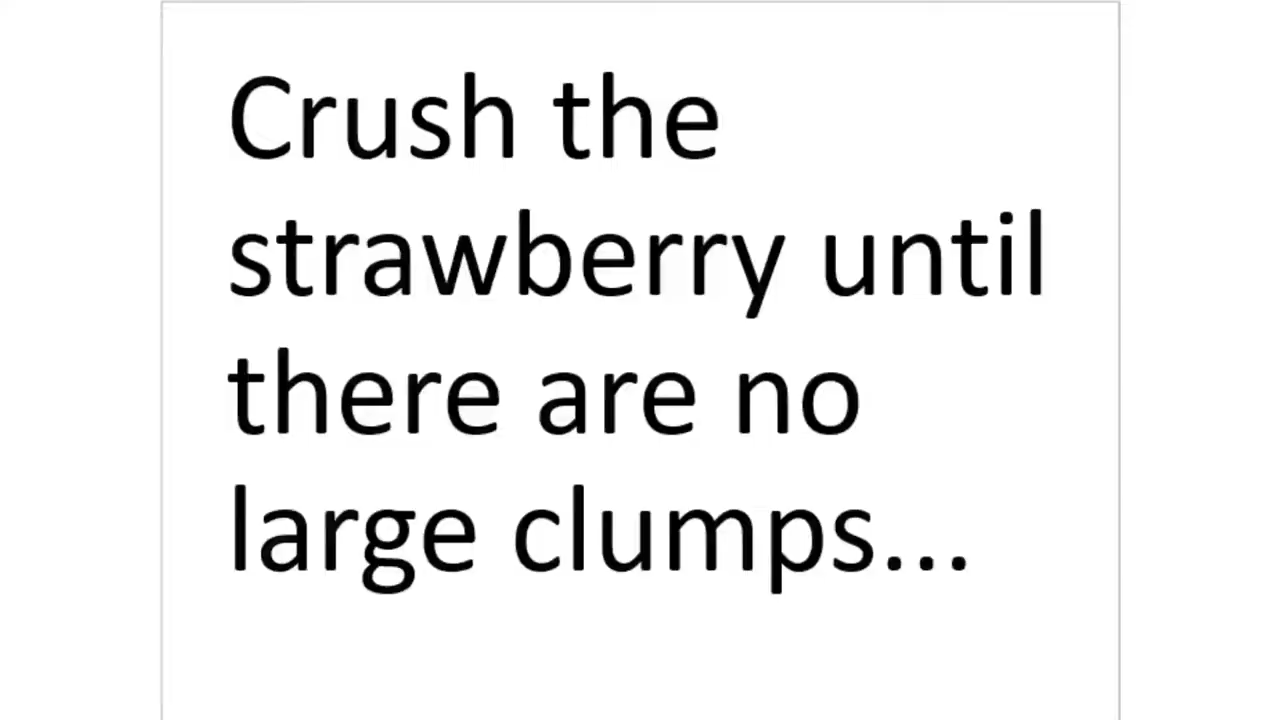 Crush the
strawberry until
there are no
large clumps...